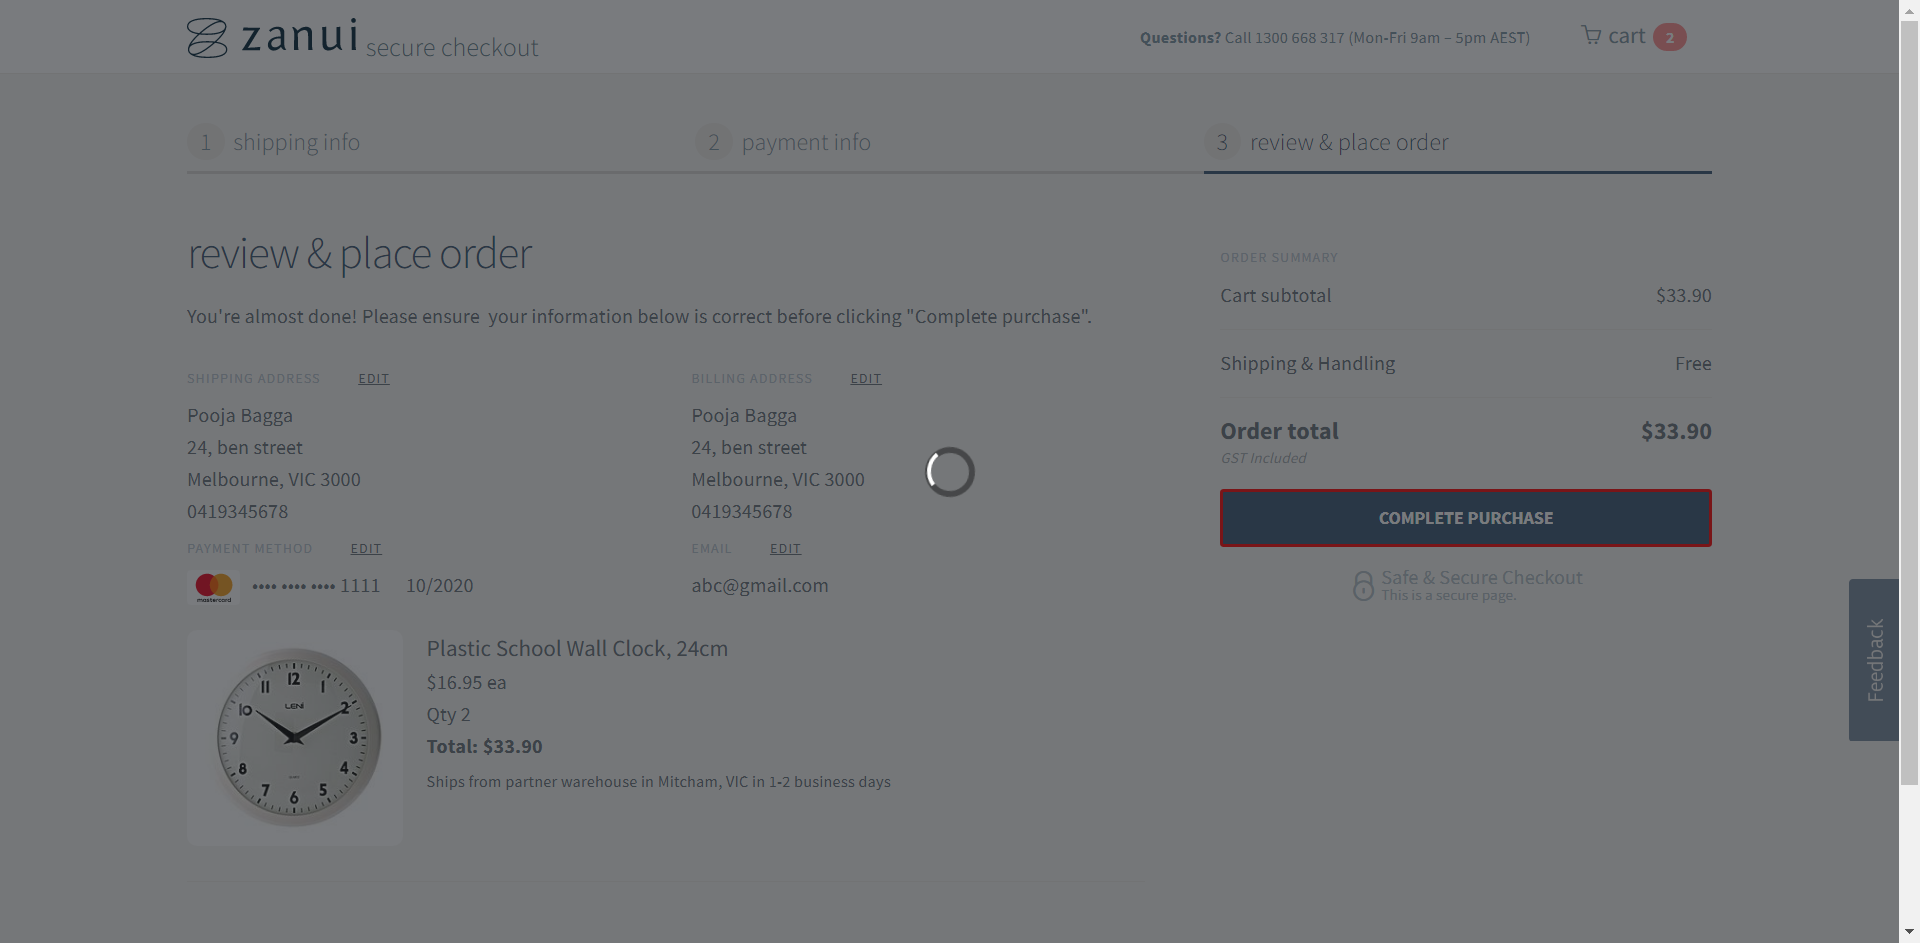 zanui secure checkout
Questions? Call 1300 668 317 (Mon-Fri 9am – 5pm AEST)
cart 2
1 shipping info
2 payment info
3 review & place order
review & place order
You're almost done! Please ensure your information below is correct before clicking "Complete purchase".
SHIPPING ADDRESS EDIT
Pooja Bagga
24, ben street
Melbourne, VIC 3000
0419345678
BILLING ADDRESS EDIT
Pooja Bagga
24, ben street
Melbourne, VIC 3000
0419345678
PAYMENT METHOD EDIT
mastercard
•••• •••• •••• 1111 10/2020
EMAIL EDIT
abc@gmail.com
12
11 1
10 LENI 2
9 3
8 4
7 5
6
Plastic School Wall Clock, 24cm
$16.95 ea
Qty 2
Total: $33.90
Ships from partner warehouse in Mitcham, VIC in 1-2 business days
ORDER SUMMARY
Cart subtotal $33.90
Shipping & Handling Free
Order total $33.90
GST Included
COMPLETE PURCHASE
Safe & Secure Checkout
This is a secure page.
Feedback